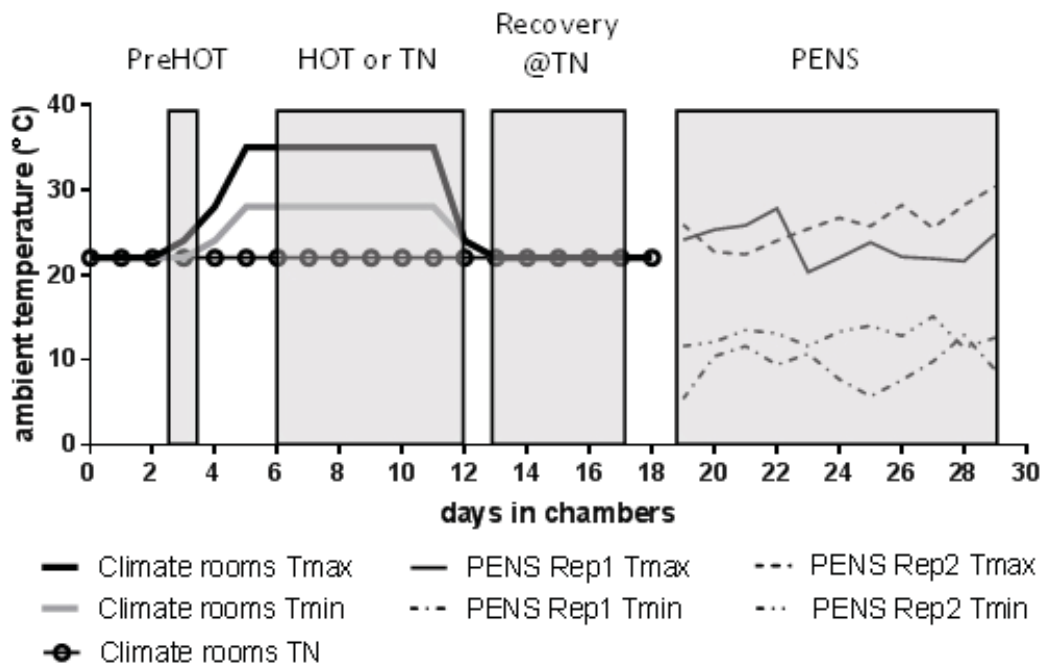 PreHOT
HOT or TN
Recovery
@TN
PENS
ambient temperature (°C)
40
30
20
10
0
0 2 4 6 8 10 12 14 16 18 20 22 24 26 28 30
days in chambers
Climate rooms Tmax
PENS Rep1 Tmax
PENS Rep2 Tmax
Climate rooms Tmin
PENS Rep1 Tmin
PENS Rep2 Tmin
Climate rooms TN